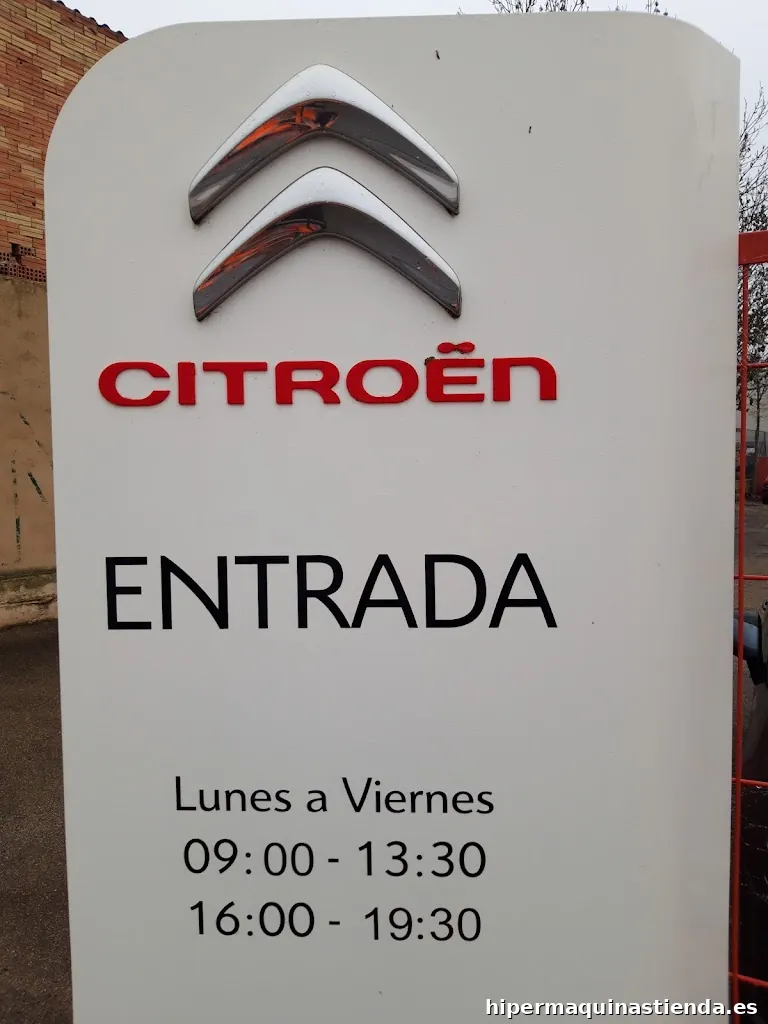 CITROËN
ENTRADA
Lunes a Viernes
09:00 - 13:30
16:00 - 19:30
hipermaquinastienda.es